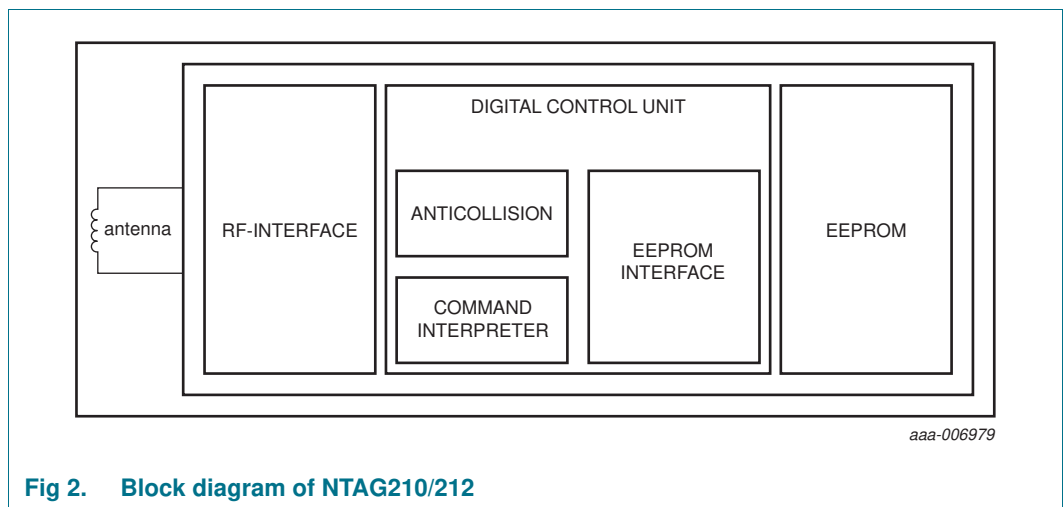 DIGITAL CONTROL UNIT
antenna
RF-INTERFACE
ANTICOLLISION
COMMAND
INTERPRETER
EEPROM
INTERFACE
EEPROM
aaa-006979
Fig 2. Block diagram of NTAG210/212